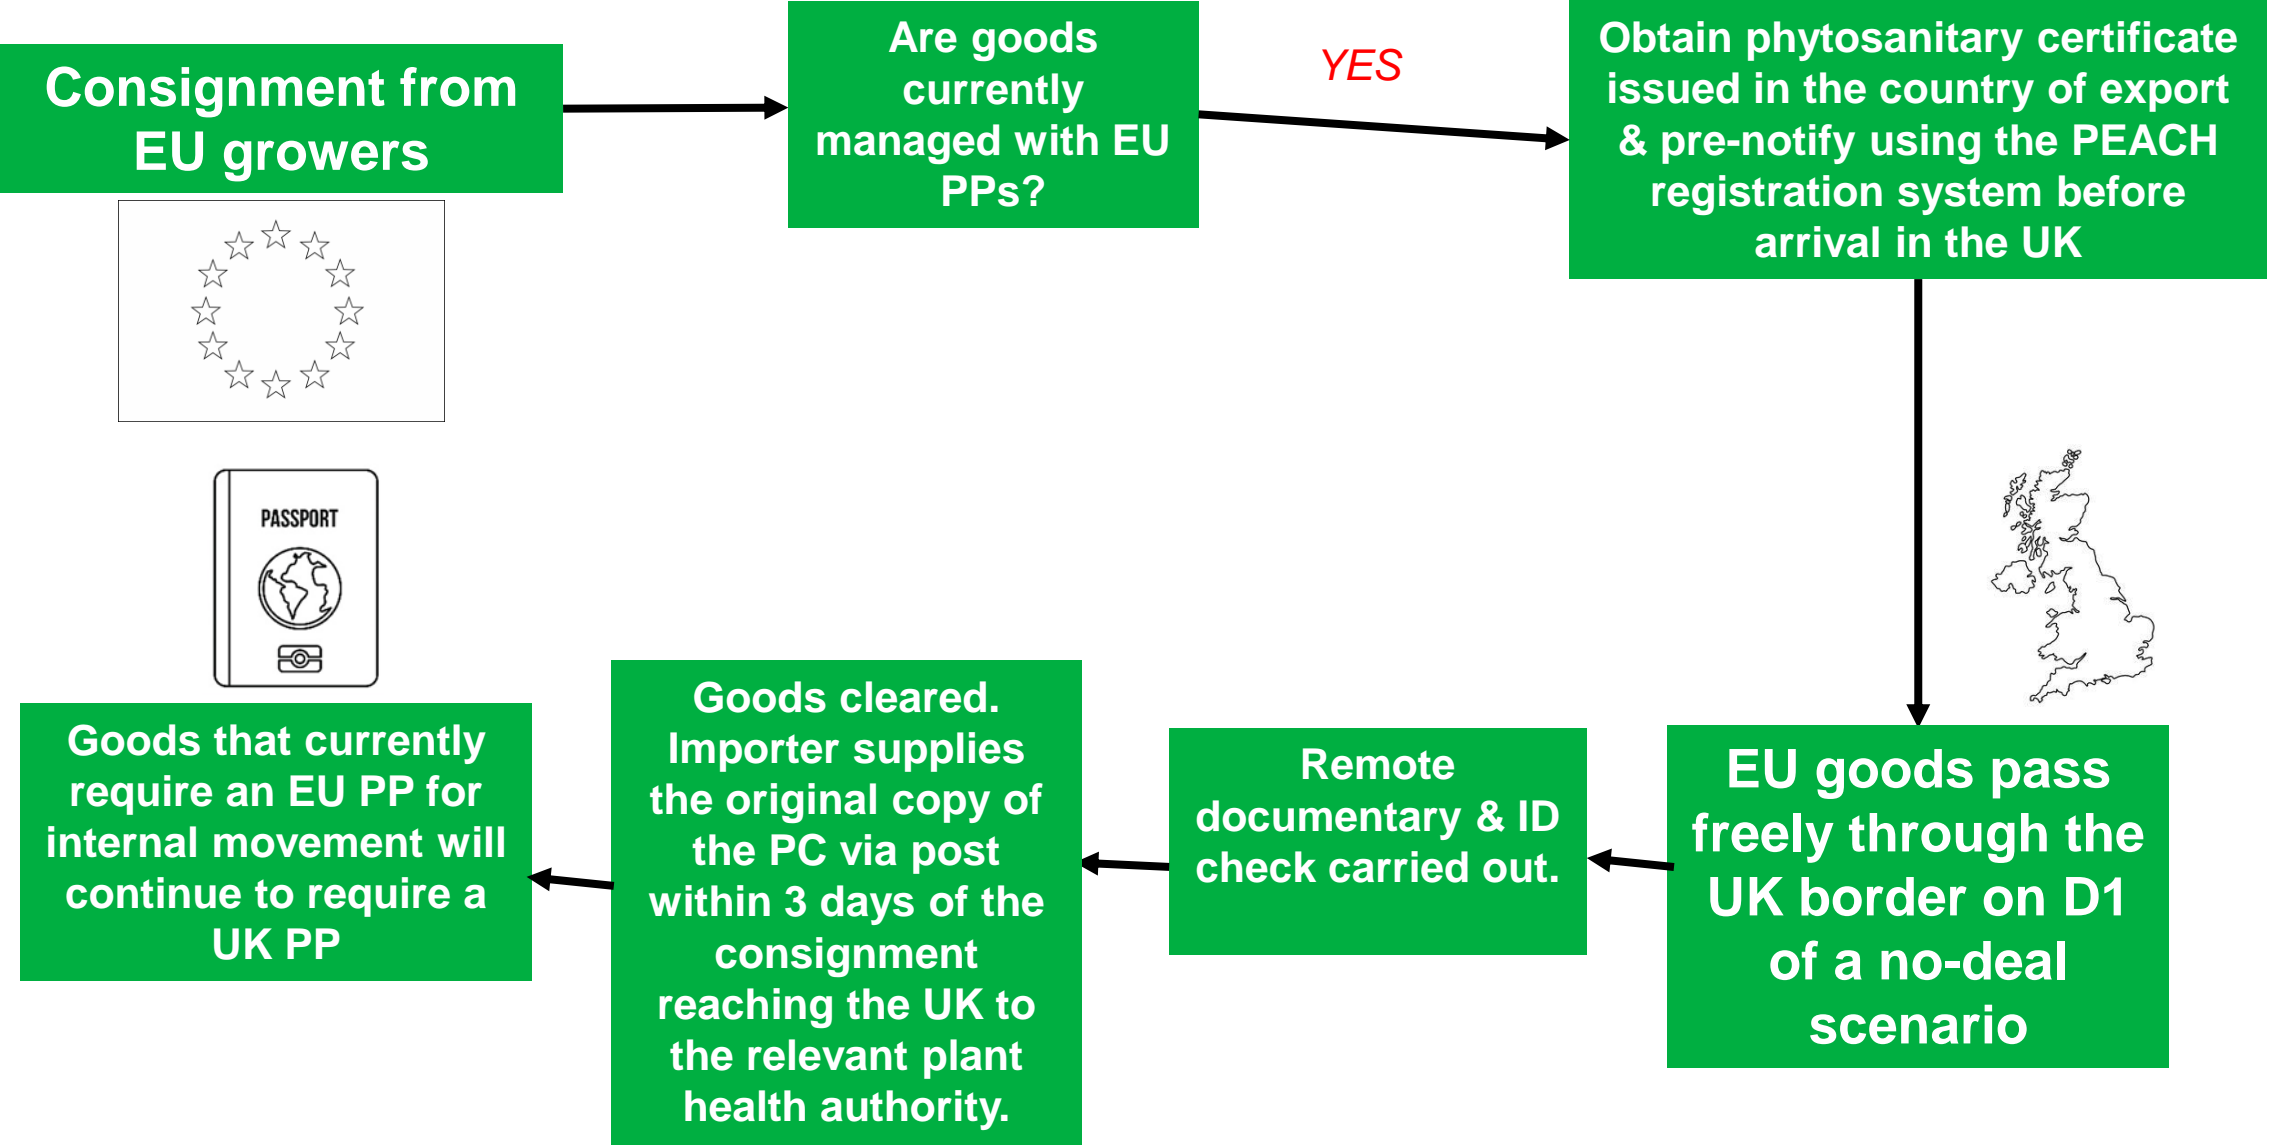 Consignment from
EU growers
Are goods
currently
managed with EU
PPs?
YES
Obtain phytosanitary certificate
issued in the country of export
& pre-notify using the PEACH
registration system before
arrival in the UK
PASSPORT
EU goods pass
freely through the
UK border on D1
of a no-deal
scenario
Remote
documentary & ID
check carried out.
Goods cleared.
Importer supplies
the original copy of
the PC via post
within 3 days of the
consignment
reaching the UK to
the relevant plant
health authority.
Goods that currently
require an EU PP for
internal movement will
continue to require a
UK PP